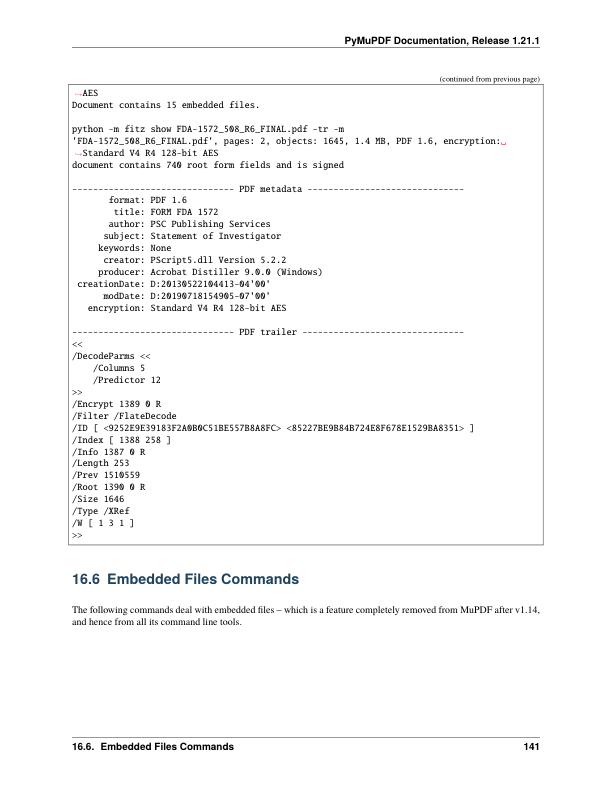 PyMuPDF Documentation, Release 1.21.1
(continued from previous page)
→AES
Document contains 15 embedded files.
python -m fitz show FDA-1572_508_R6_FINAL.pdf -tr -m
'FDA-1572_508_R6_FINAL.pdf', pages: 2, objects: 1645, 1.4 MB, PDF 1.6, encryption:␣
→Standard V4 R4 128-bit AES
document contains 740 root form fields and is signed
------------------------------- PDF metadata ------------------------------
format: PDF 1.6
title: FORM FDA 1572
author: PSC Publishing Services
subject: Statement of Investigator
keywords: None
creator: PScript5.dll Version 5.2.2
producer: Acrobat Distiller 9.0.0 (Windows)
creationDate: D:20130522104413-04'00'
modDate: D:20190718154905-07'00'
encryption: Standard V4 R4 128-bit AES
------------------------------- PDF trailer -------------------------------
<<
/DecodeParms <<
/Columns 5
/Predictor 12
>>
/Encrypt 1389 0 R
/Filter /FlateDecode
/ID [ <9252E9E39183F2A0B0C51BE557B8A8FC> <85227BE9B84B724E8F678E1529BA8351> ]
/Index [ 1388 258 ]
/Info 1387 0 R
/Length 253
/Prev 1510559
/Root 1390 0 R
/Size 1646
/Type /XRef
/W [ 1 3 1 ]
>>
16.6 Embedded Files Commands
The following commands deal with embedded files – which is a feature completely removed from MuPDF after v1.14,
and hence from all its command line tools.
16.6. Embedded Files Commands 141